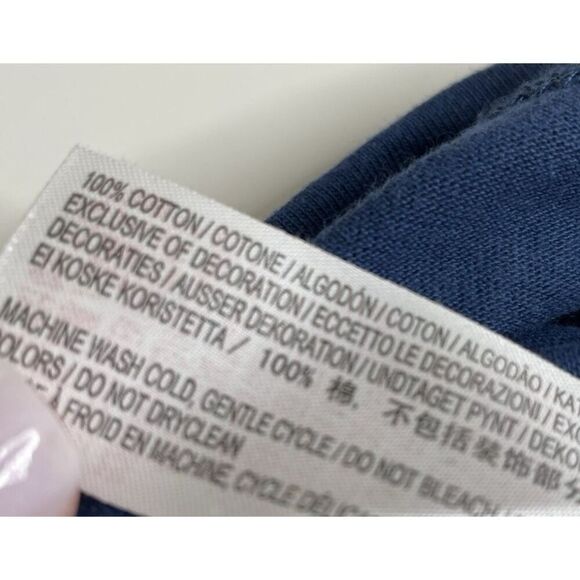 100% COTTON / COTONE / ALGODÓN / COTON / ALGODÃO / KA
EXCLUSIVE OF DECORATION / ECCETTO LE DECORAZIONI / EXC
DECORATIES / AUSSER DEKORATION / UNDTAGET PYNT / DEKO
EI KOSKE KORISTETTA / 100% 棉, 不包括装饰部分
MACHINE WASH COLD, GENTLE CYCLE / DO NOT BLEACH
OLORS / DO NOT DRYCLEAN
À FROID EN MACHINE, CYCLE DÉLICA